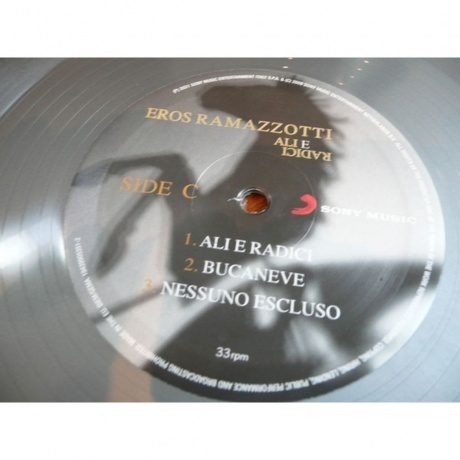 EROS RAMAZZOTTI
ALI E
RADICI
SIDE C
SONY MUSIC
1. ALI E RADICI
2. BUCANEVE
3. NESSUNO ESCLUSO
33rpm